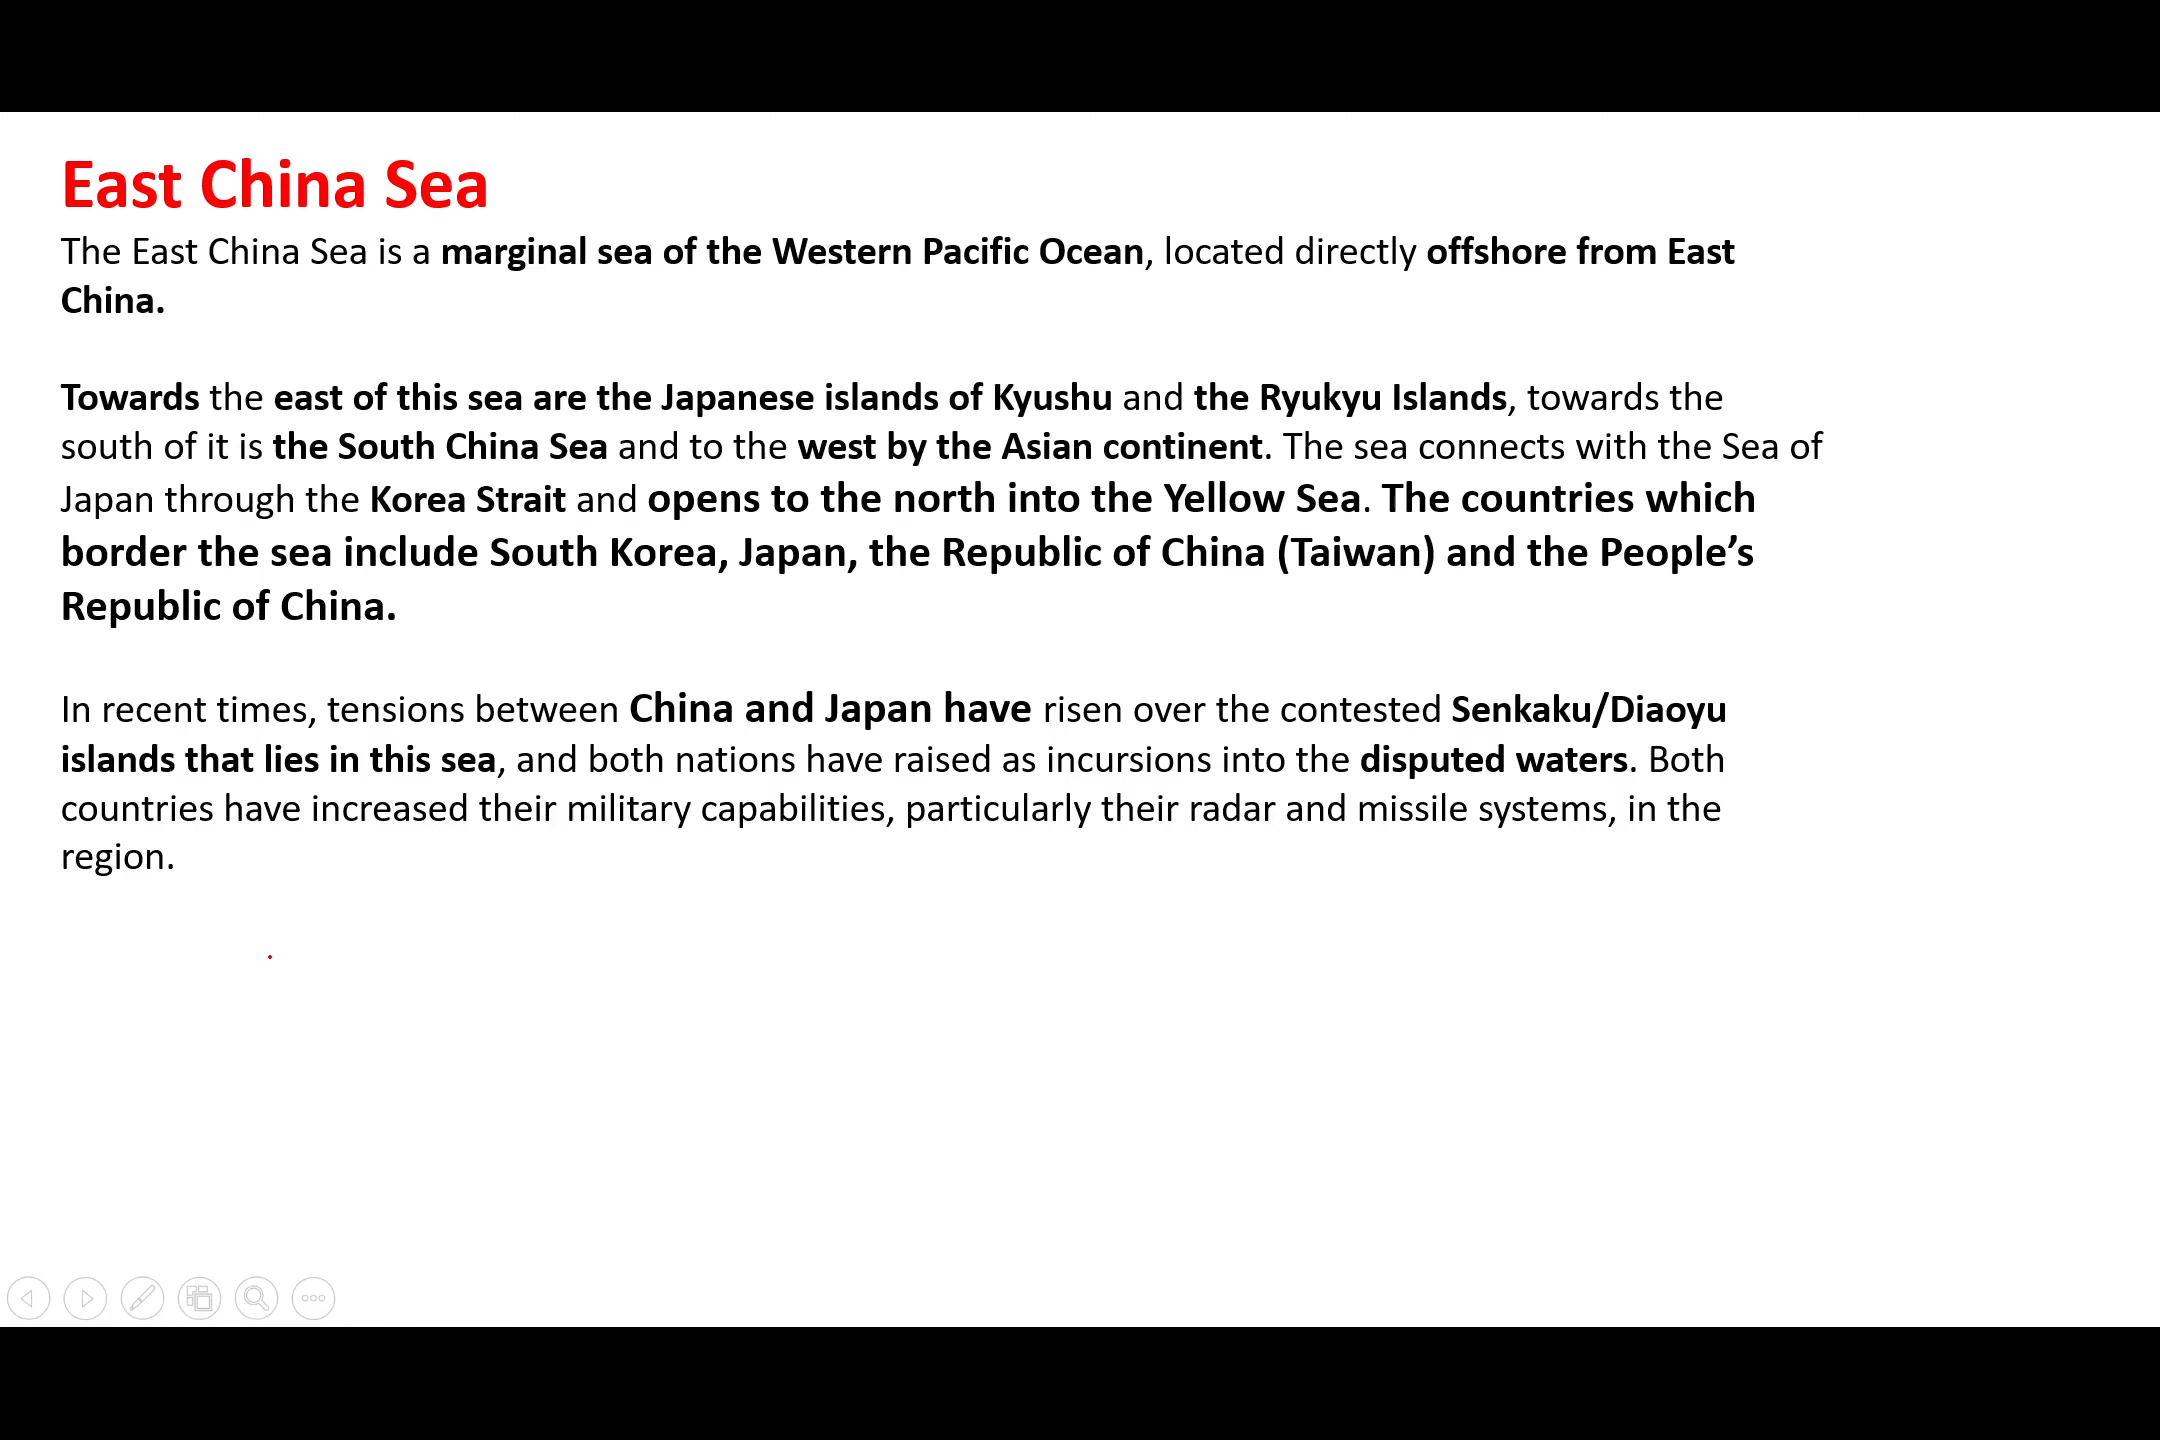 East China Sea
The East China Sea is a marginal sea of the Western Pacific Ocean, located directly offshore from East
China.
Towards the east of this sea are the Japanese islands of Kyushu and the Ryukyu Islands, towards the
south of it is the South China Sea and to the west by the Asian continent. The sea connects with the Sea of
Japan through the Korea Strait and opens to the north into the Yellow Sea. The countries which
border the sea include South Korea, Japan, the Republic of China (Taiwan) and the People’s
Republic of China.
In recent times, tensions between China and Japan have risen over the contested Senkaku/Diaoyu
islands that lies in this sea, and both nations have raised as incursions into the disputed waters. Both
countries have increased their military capabilities, particularly their radar and missile systems, in the
region.